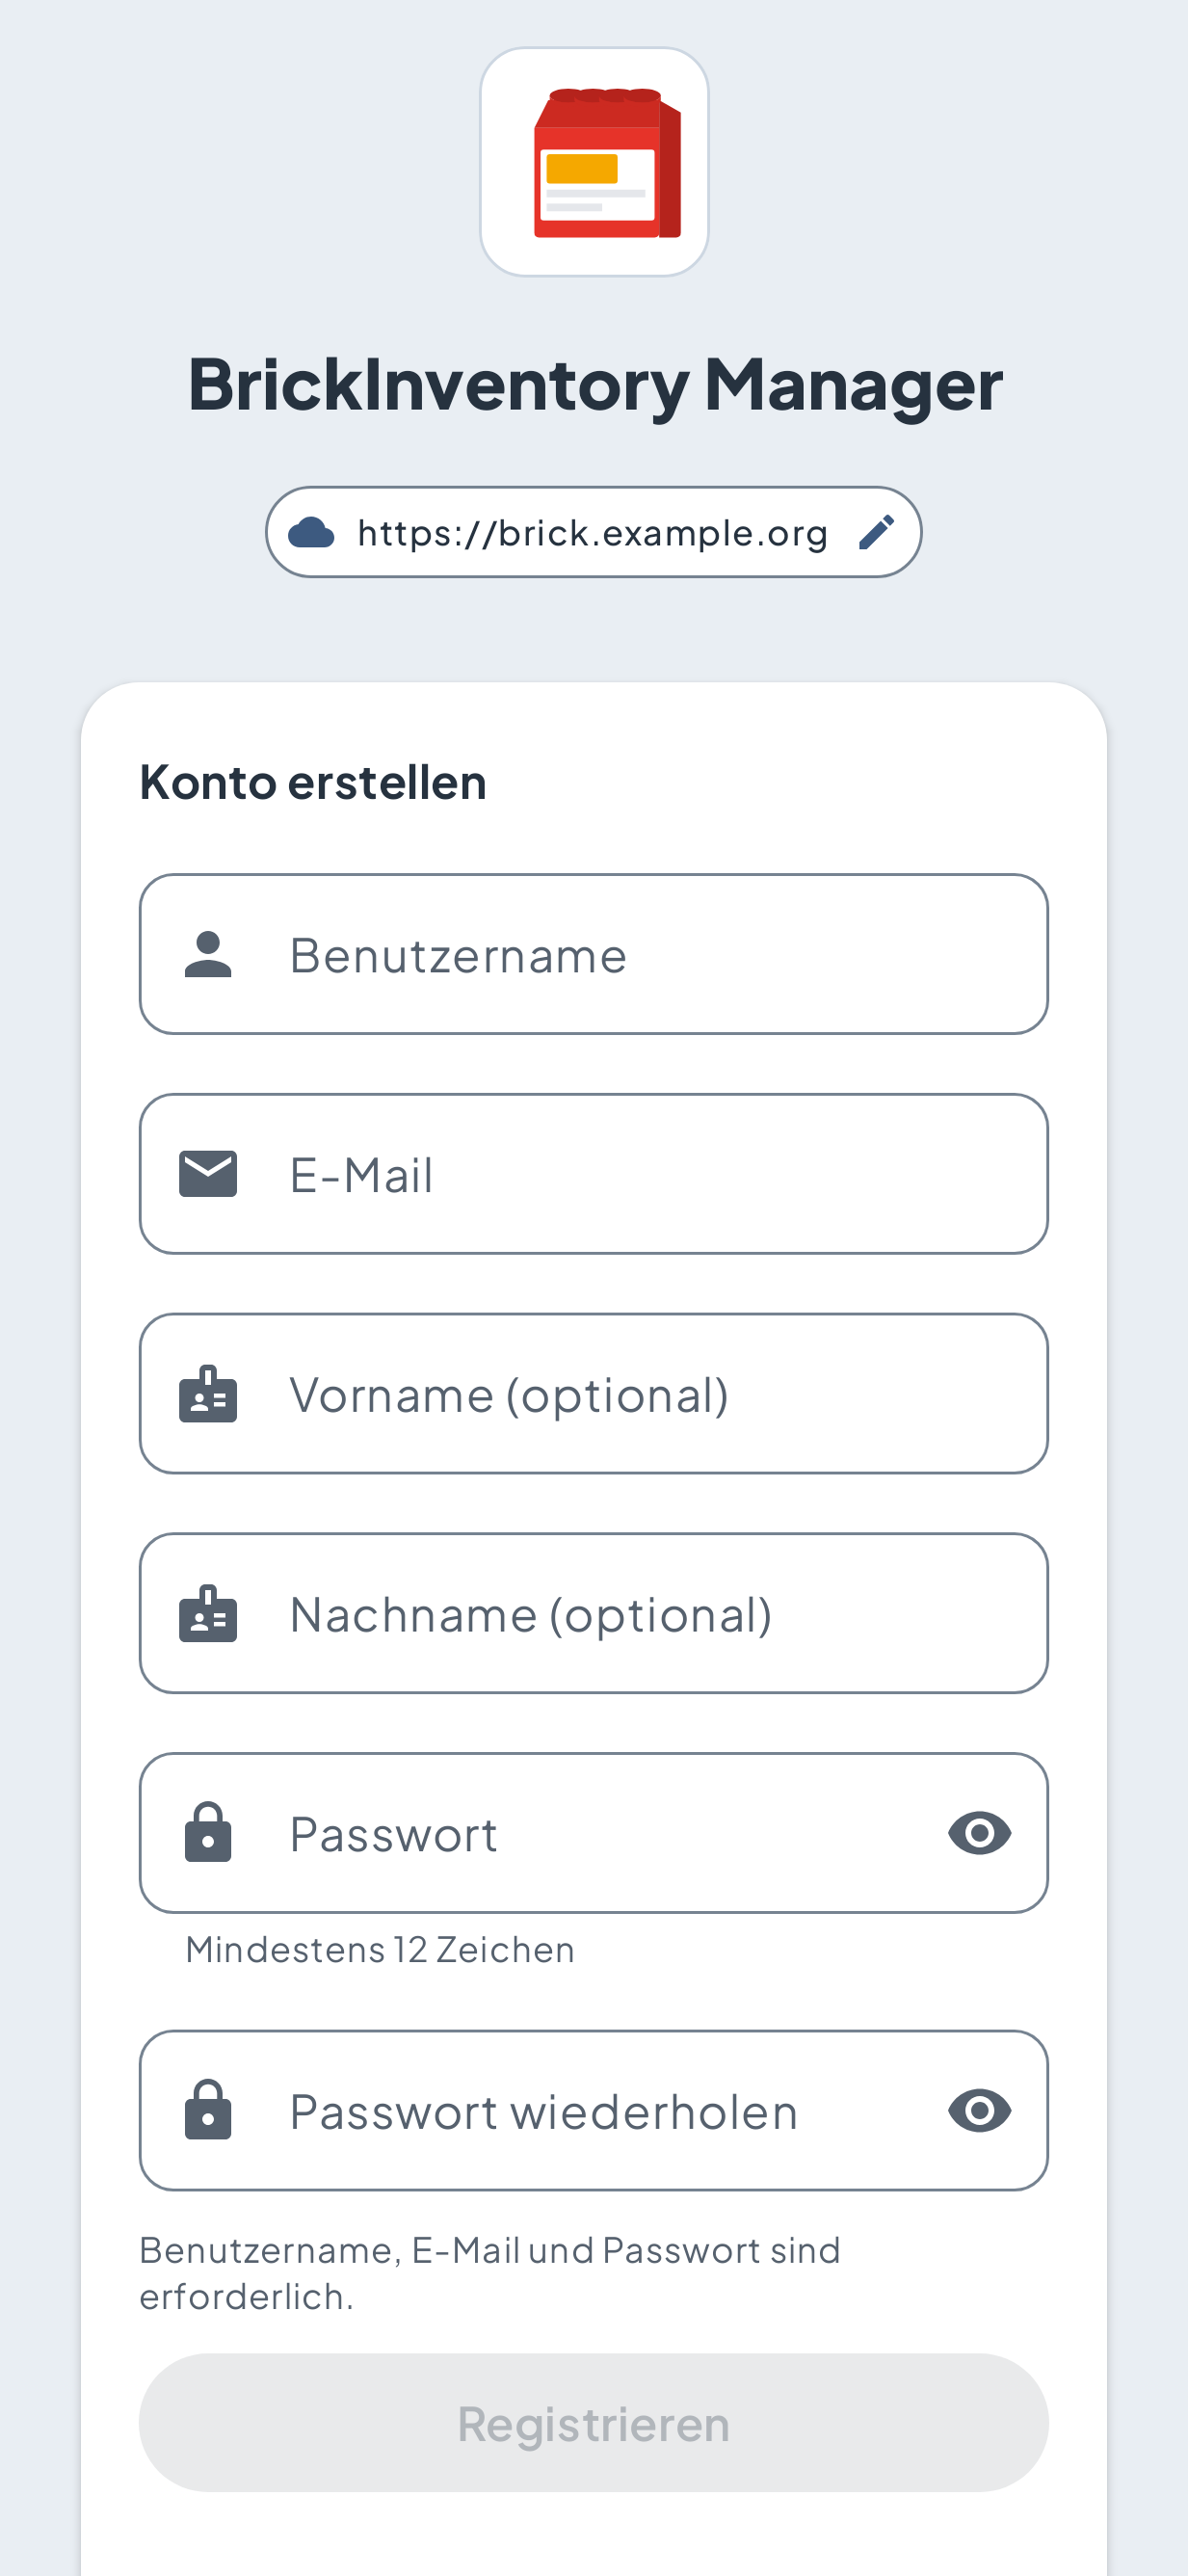 BrickInventory Manager
https://brick.example.org
Konto erstellen
Benutzername
E-Mail
Vorname (optional)
Nachname (optional)
Passwort
Mindestens 12 Zeichen
Passwort wiederholen
Benutzername, E-Mail und Passwort sind
erforderlich.
Registrieren